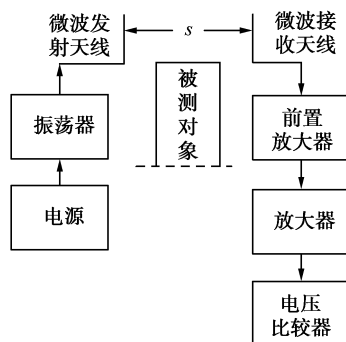 微波发
射天线
s
微波接
收天线
振荡器
被
测
对
象
前置
放大器
电源
放大器
电压
比较器